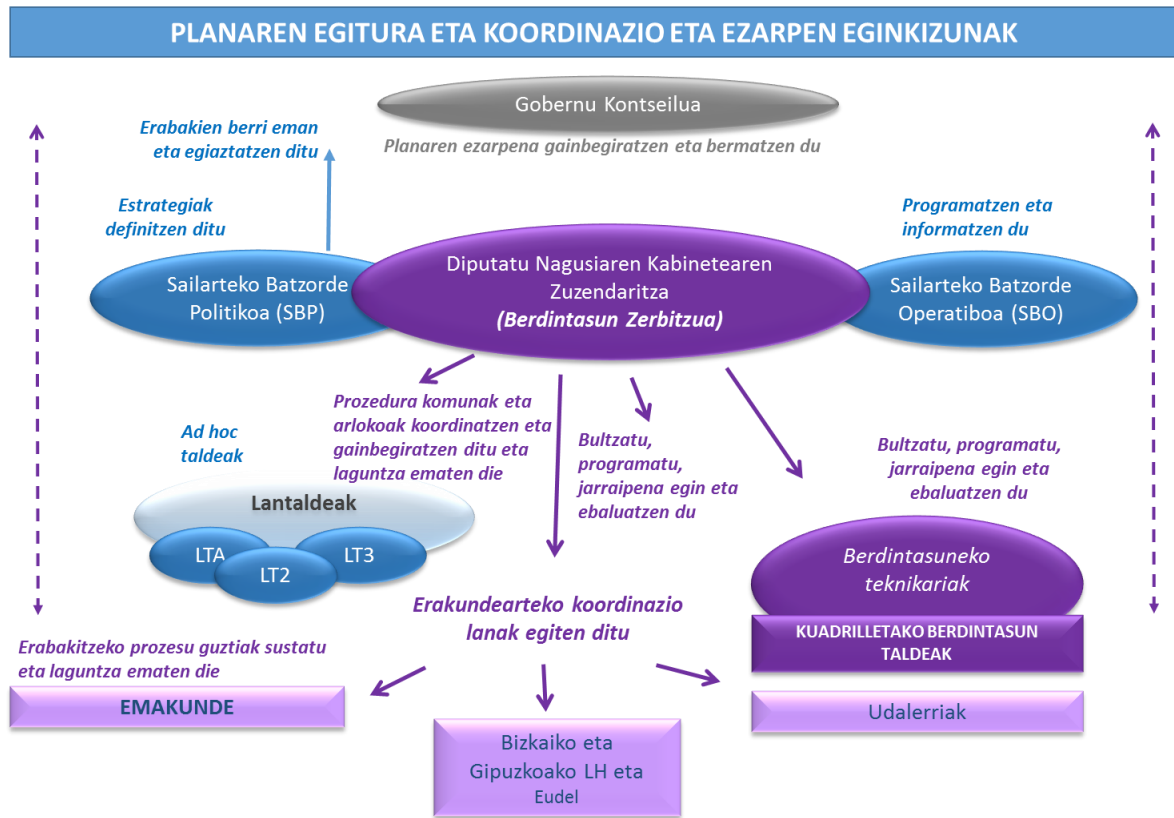 PLANAREN EGITURA ETA KOORDINAZIO ETA EZARPEN EGINKIZUNAK
Gobernu Kontseilua
Planaren ezarpena gainbegiratzen eta bermatzen du
Erabakien berri eman
eta egiaztatzen ditu
Estrategiak
definitzen ditu
Programatzen eta
informatzen du
Sailarteko Batzorde
Politikoa (SBP)
Diputatu Nagusiaren Kabinetearen
Zuzendaritza
(Berdintasun Zerbitzua)
Sailarteko Batzorde
Operatiboa (SBO)
Prozedura komunak eta
arlokoak koordinatzen eta
gainbegiratzen ditu eta
laguntza ematen die
Bultzatu,
programatu,
jarraipena egin eta
ebaluatzen du
Bultzatu, programatu,
jarraipena egin eta
ebaluatzen du
Ad hoc
taldeak
Lantaldeak
LTA
LT2
LT3
Berdintasuneko
teknikariak
KUADRILLETAKO BERDINTASUN
TALDEAK
Udalerriak
Erakundearteko koordinazio
lanak egiten ditu
Erabakitzeko prozesu guztiak sustatu
eta laguntza ematen die
EMAKUNDE
Bizkaiko eta
Gipuzkoako LH eta
Eudel